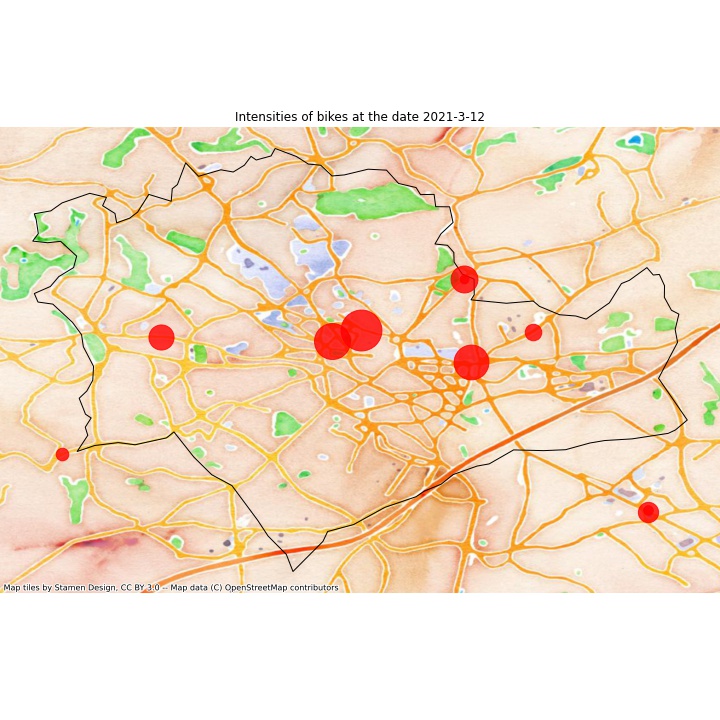 Intensities of bikes at the date 2021-3-12
Map tiles by Stamen Design, CC BY 3.0 -- Map data (C) OpenStreetMap contributors